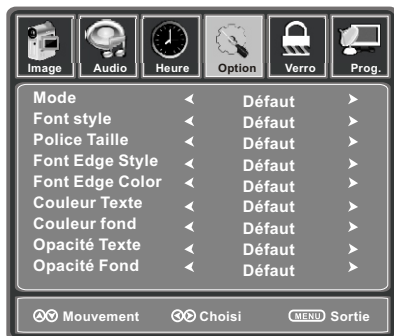 Image Audio Heure Option Verro Prog.
Mode Défaut
Font style Défaut
Police Taille Défaut
Font Edge Style Défaut
Font Edge Color Défaut
Couleur Texte Défaut
Couleur fond Défaut
Opacité Texte Défaut
Opacité Fond Défaut
Mouvement Choisi MENU Sortie